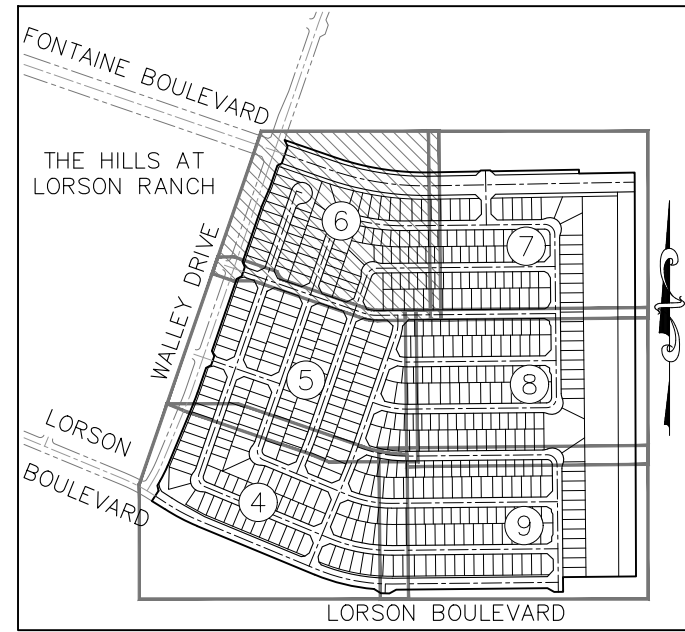 FONTAINE BOULEVARD
THE HILLS AT
LORSON RANCH
WALLEY DRIVE
6
7
5
8
LORSON
BOULEVARD
4
9
LORSON BOULEVARD